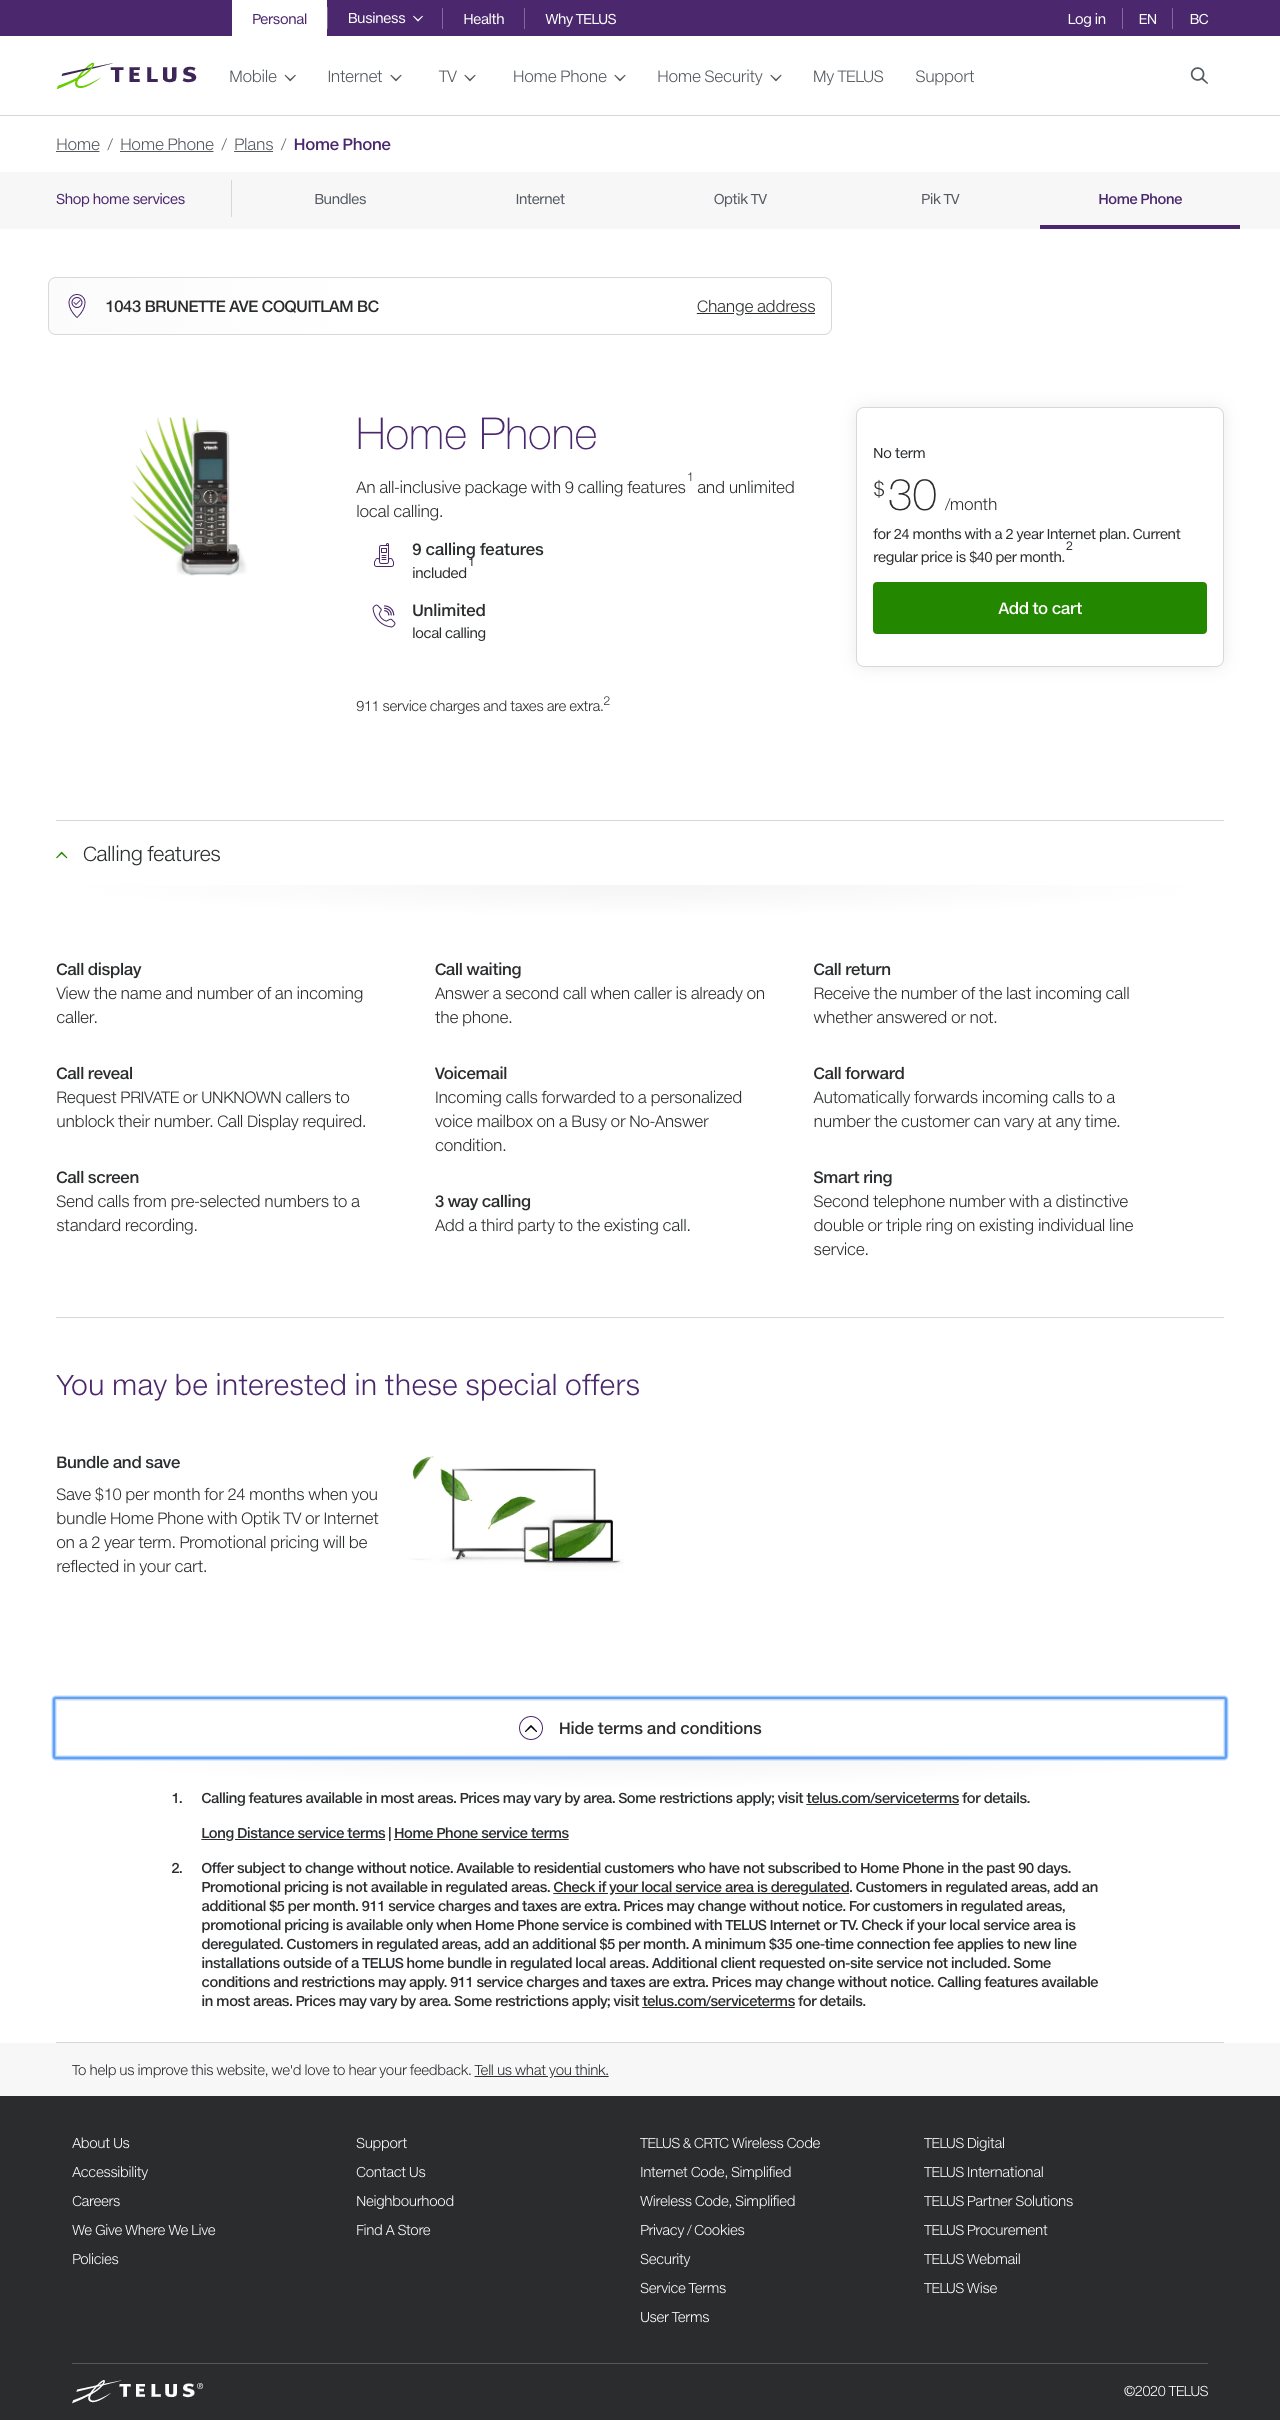 Personal Business Health Why TELUS Log in EN BC
TELUS Mobile Internet TV Home Phone Home Security My TELUS Support
Home / Home Phone / Plans / Home Phone
Shop home services Bundles Internet Optik TV Pik TV Home Phone
1043 BRUNETTE AVE COQUITLAM BC Change address
Home Phone
An all-inclusive package with 9 calling features1 and unlimited
local calling.
9 calling features
included1
Unlimited
local calling
911 service charges and taxes are extra.2
No term
$30 /month
for 24 months with a 2 year Internet plan. Current
regular price is $40 per month.2
Add to cart
vtech
Calling features
Call display
View the name and number of an incoming
caller.
Call waiting
Answer a second call when caller is already on
the phone.
Call return
Receive the number of the last incoming call
whether answered or not.
Call reveal
Request PRIVATE or UNKNOWN callers to
unblock their number. Call Display required.
Voicemail
Incoming calls forwarded to a personalized
voice mailbox on a Busy or No-Answer
condition.
Call forward
Automatically forwards incoming calls to a
number the customer can vary at any time.
Call screen
Send calls from pre-selected numbers to a
standard recording.
3 way calling
Add a third party to the existing call.
Smart ring
Second telephone number with a distinctive
double or triple ring on existing individual line
service.
You may be interested in these special offers
Bundle and save
Save $10 per month for 24 months when you
bundle Home Phone with Optik TV or Internet
on a 2 year term. Promotional pricing will be
reflected in your cart.
Hide terms and conditions
1. Calling features available in most areas. Prices may vary by area. Some restrictions apply; visit telus.com/serviceterms for details.
Long Distance service terms | Home Phone service terms
2. Offer subject to change without notice. Available to residential customers who have not subscribed to Home Phone in the past 90 days.
Promotional pricing is not available in regulated areas. Check if your local service area is deregulated. Customers in regulated areas, add an
additional $5 per month. 911 service charges and taxes are extra. Prices may change without notice. For customers in regulated areas,
promotional pricing is available only when Home Phone service is combined with TELUS Internet or TV. Check if your local service area is
deregulated. Customers in regulated areas, add an additional $5 per month. A minimum $35 one-time connection fee applies to new line
installations outside of a TELUS home bundle in regulated local areas. Additional client requested on-site service not included. Some
conditions and restrictions may apply. 911 service charges and taxes are extra. Prices may change without notice. Calling features available
in most areas. Prices may vary by area. Some restrictions apply; visit telus.com/serviceterms for details.
To help us improve this website, we'd love to hear your feedback. Tell us what you think.
About Us
Accessibility
Careers
We Give Where We Live
Policies
Support
Contact Us
Neighbourhood
Find A Store
TELUS & CRTC Wireless Code
Internet Code, Simplified
Wireless Code, Simplified
Privacy / Cookies
Security
Service Terms
User Terms
TELUS Digital
TELUS International
TELUS Partner Solutions
TELUS Procurement
TELUS Webmail
TELUS Wise
TELUS® ©2020 TELUS